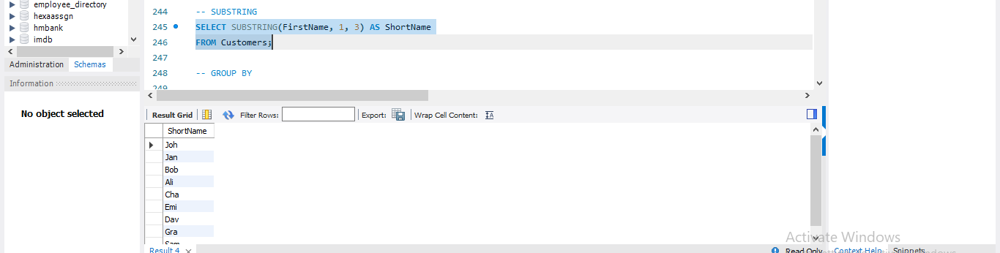 employee_directory
hexaassgn
hmbank
imdb
Administration Schemas
Information
No object selected
244 -- SUBSTRING
245 SELECT SUBSTRING(FirstName, 1, 3) AS ShortName
246 FROM Customers;
247
248 -- GROUP BY
249
Result Grid Filter Rows: Export: Wrap Cell Content:
ShortName
Joh
Jan
Bob
Ali
Cha
Emi
Dav
Gra
Sam
Activate Windows
Result 4 Read Only Context Help Snippets